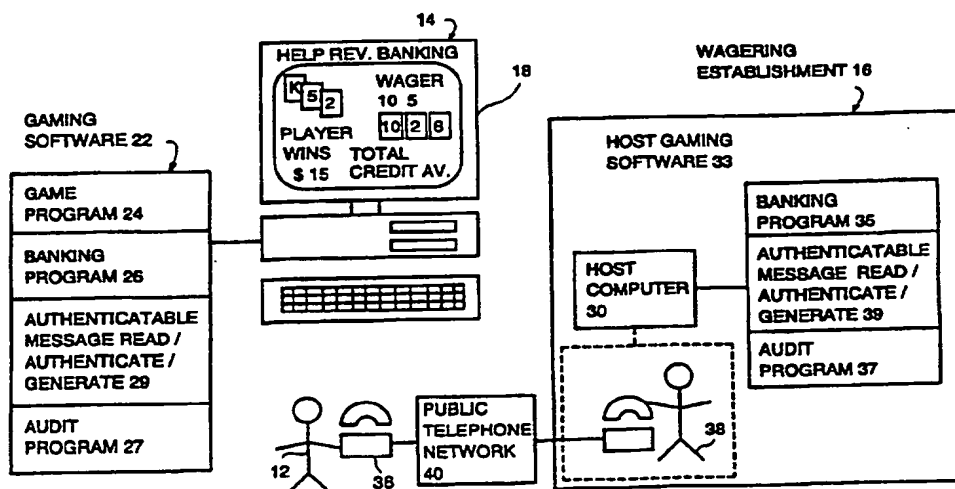 14
HELP REV. BANKING
WAGER
10 5
K 5 2
10 2 8
PLAYER
WINS
$ 15
TOTAL
CREDIT AV.
18
GAMING
SOFTWARE 22
GAME
PROGRAM 24
BANKING
PROGRAM 26
AUTHENTICATABLE
MESSAGE READ /
AUTHENTICATE /
GENERATE 29
AUDIT
PROGRAM 27
12
36
PUBLIC
TELEPHONE
NETWORK
40
WAGERING
ESTABLISHMENT 16
HOST GAMING
SOFTWARE 33
HOST
COMPUTER
30
BANKING
PROGRAM 35
AUTHENTICATABLE
MESSAGE READ /
AUTHENTICATE /
GENERATE 39
AUDIT
PROGRAM 37
38